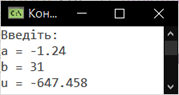 Кон...
Введіть:
a = -1.24
b = 31
u = -647.458